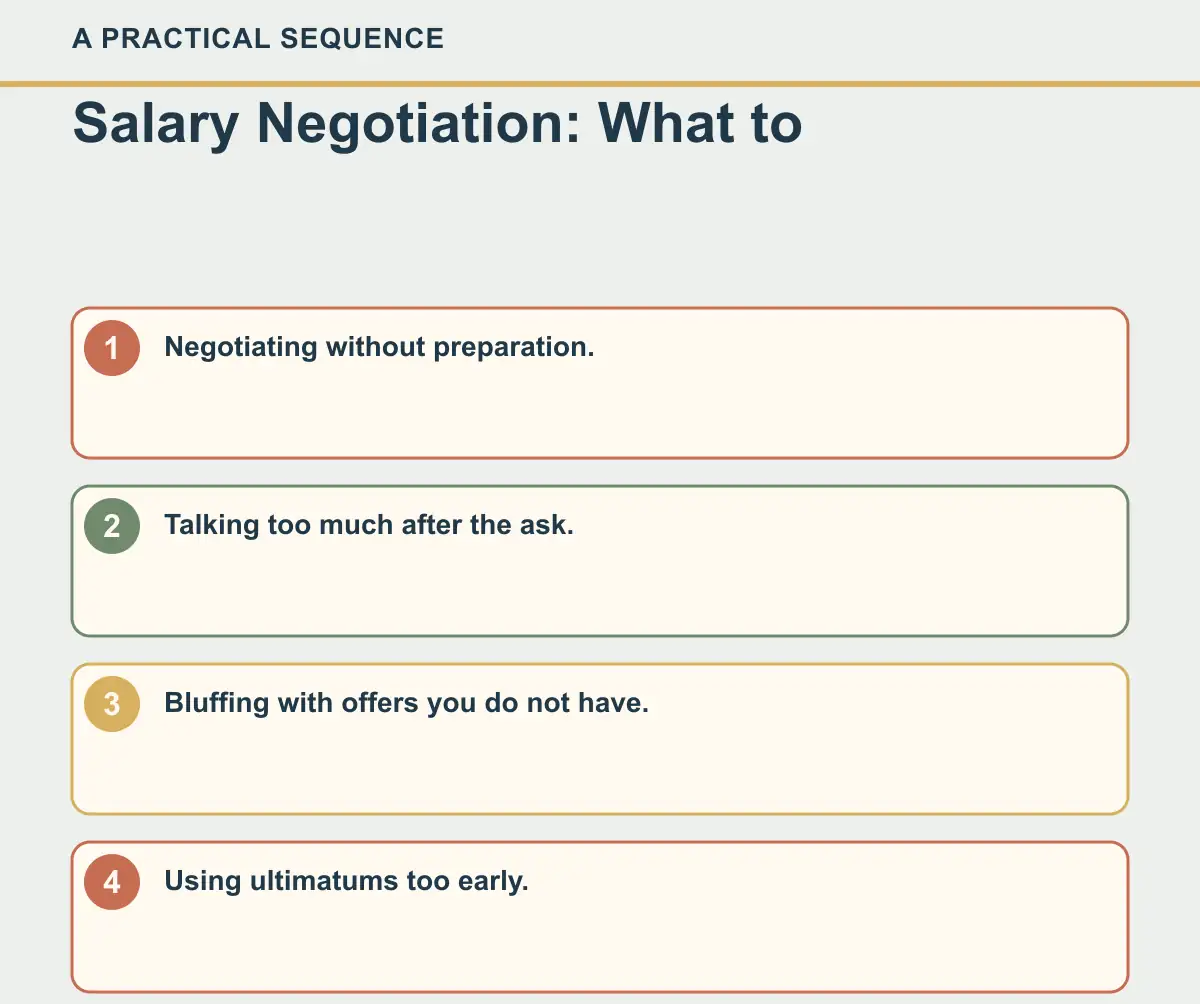 A PRACTICAL SEQUENCE
Salary Negotiation: What to
1 Negotiating without preparation.
2 Talking too much after the ask.
3 Bluffing with offers you do not have.
4 Using ultimatums too early.